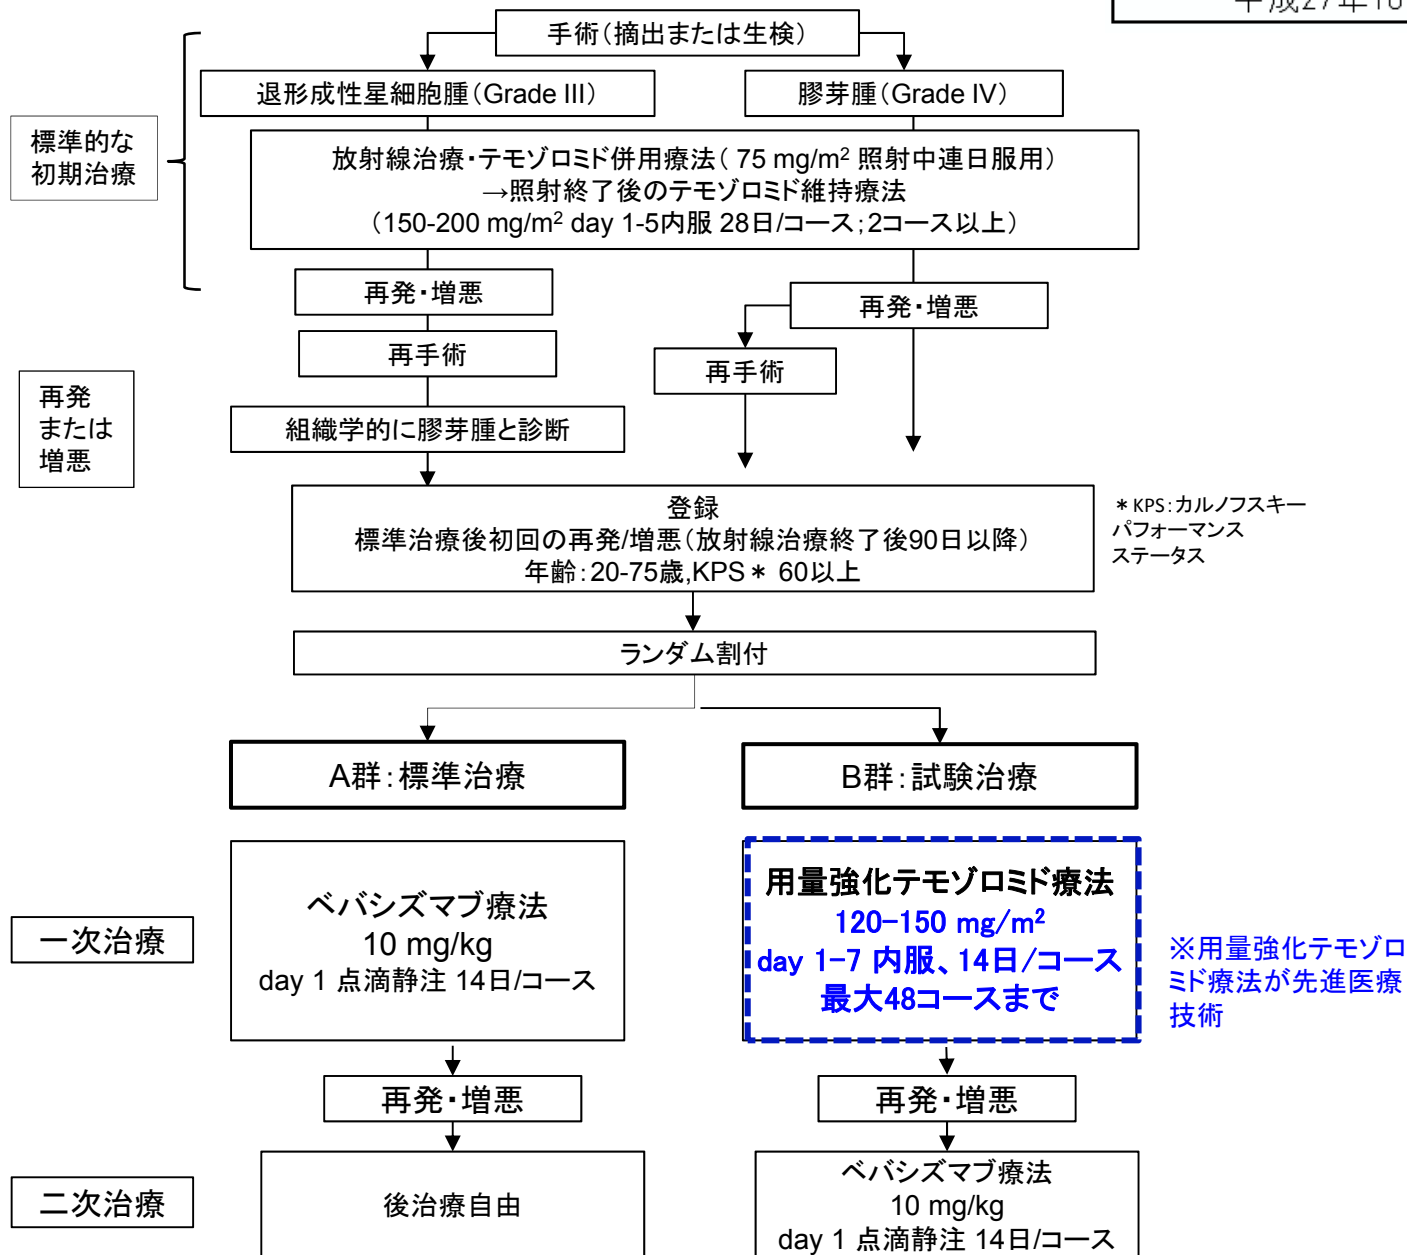 平成27年10
手術（摘出または生検）
退形成性星細胞腫（Grade III）
膠芽腫（Grade IV）
標準的な
初期治療
放射線治療・テモゾロミド併用療法（ 75 mg/m² 照射中連日服用）
→照射終了後のテモゾロミド維持療法
（150-200 mg/m² day 1-5内服 28日/コース；2コース以上）
再発・増悪
再発・増悪
再手術
再手術
再発
または
増悪
組織学的に膠芽腫と診断
登録
標準治療後初回の再発/増悪（放射線治療終了後90日以降）
年齢：20-75歳,KPS＊ 60以上
＊KPS：カルノフスキー
パフォーマンス
ステータス
ランダム割付
A群：標準治療
B群：試験治療
一次治療
ベバシズマブ療法
10 mg/kg
day 1 点滴静注 14日/コース
用量強化テモゾロミド療法
120-150 mg/m²
day 1-7 内服、14日/コース
最大48コースまで
※用量強化テモゾロ
ミド療法が先進医療
技術
再発・増悪
再発・増悪
二次治療
後治療自由
ベバシズマブ療法
10 mg/kg
day 1 点滴静注 14日/コース